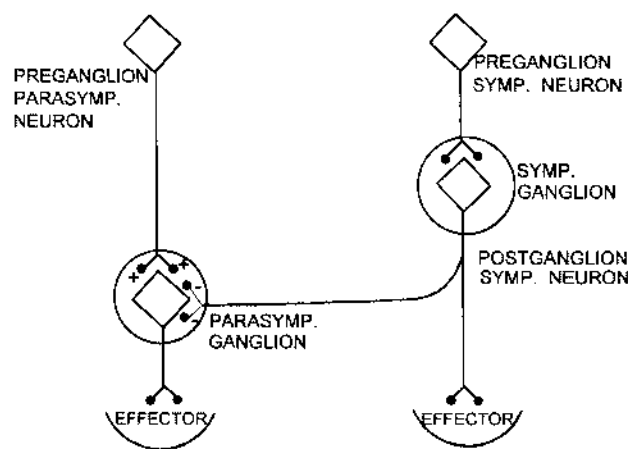 PREGANGLION
PARASYMP.
NEURON
PREGANGLION
SYMP. NEURON
SYMP.
GANGLION
POSTGANGLION
SYMP. NEURON
+
+
-
-
PARASYMP.
GANGLION
EFFECTOR
EFFECTOR